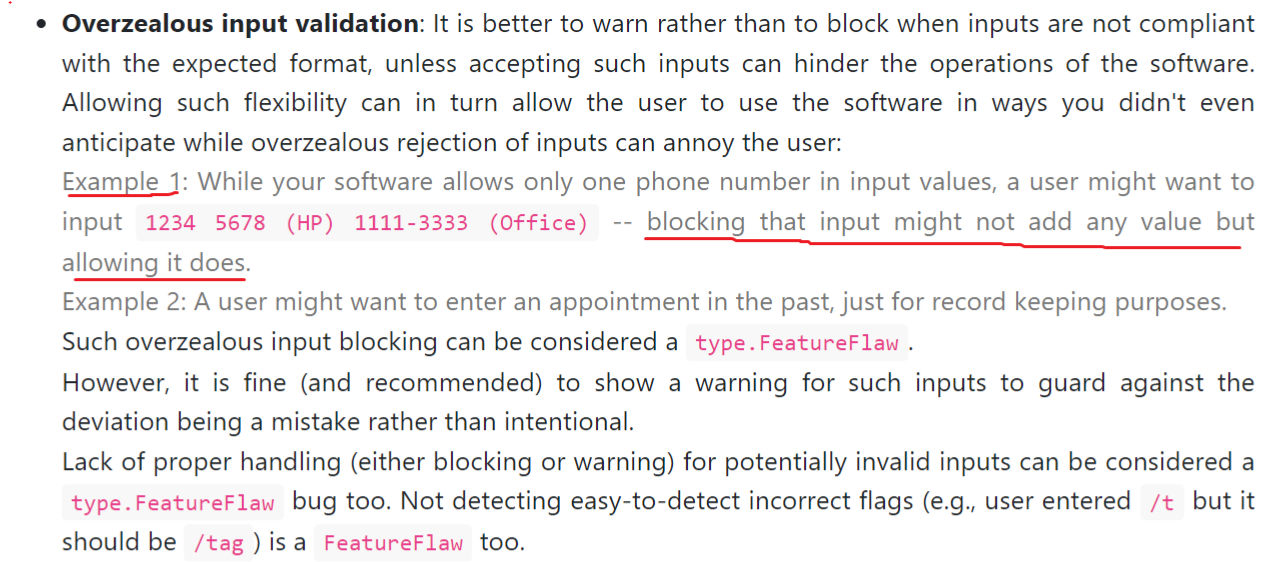 Overzealous input validation: It is better to warn rather than to block when inputs are not compliant
with the expected format, unless accepting such inputs can hinder the operations of the software.
Allowing such flexibility can in turn allow the user to use the software in ways you didn't even
anticipate while overzealous rejection of inputs can annoy the user:
Example 1: While your software allows only one phone number in input values, a user might want to
input 1234 5678 (HP) 1111-3333 (Office) -- blocking that input might not add any value but
allowing it does.
Example 2: A user might want to enter an appointment in the past, just for record keeping purposes.
Such overzealous input blocking can be considered a type.FeatureFlaw.
However, it is fine (and recommended) to show a warning for such inputs to guard against the
deviation being a mistake rather than intentional.
Lack of proper handling (either blocking or warning) for potentially invalid inputs can be considered a
type.FeatureFlaw bug too. Not detecting easy-to-detect incorrect flags (e.g., user entered /t but it
should be /tag) is a FeatureFlaw too.